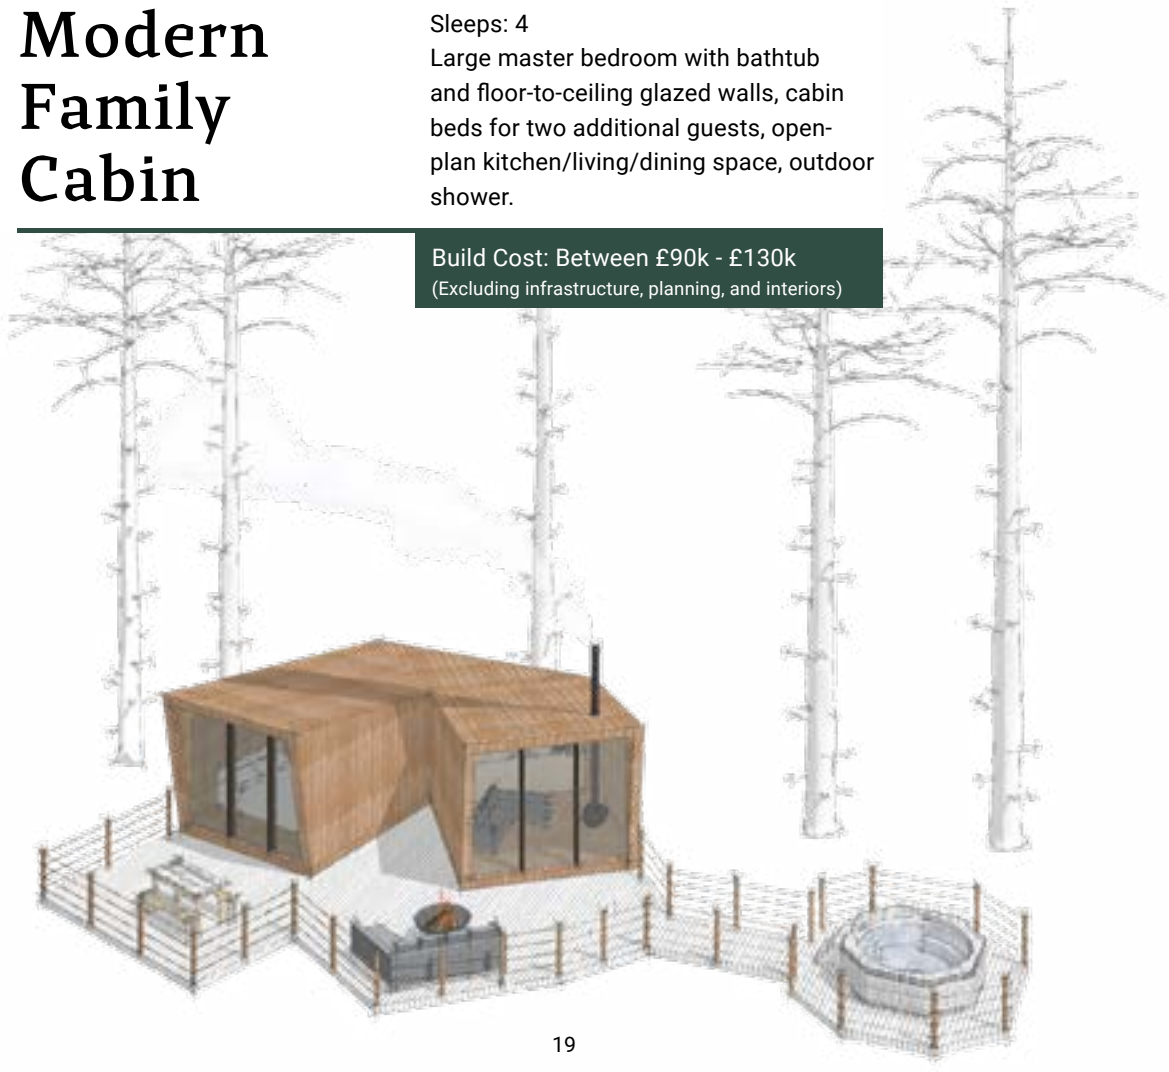 Modern
Family
Cabin
Sleeps: 4
Large master bedroom with bathtub
and floor-to-ceiling glazed walls, cabin
beds for two additional guests, open-
plan kitchen/living/dining space, outdoor
shower.
Build Cost: Between £90k - £130k
(Excluding infrastructure, planning, and interiors)
19